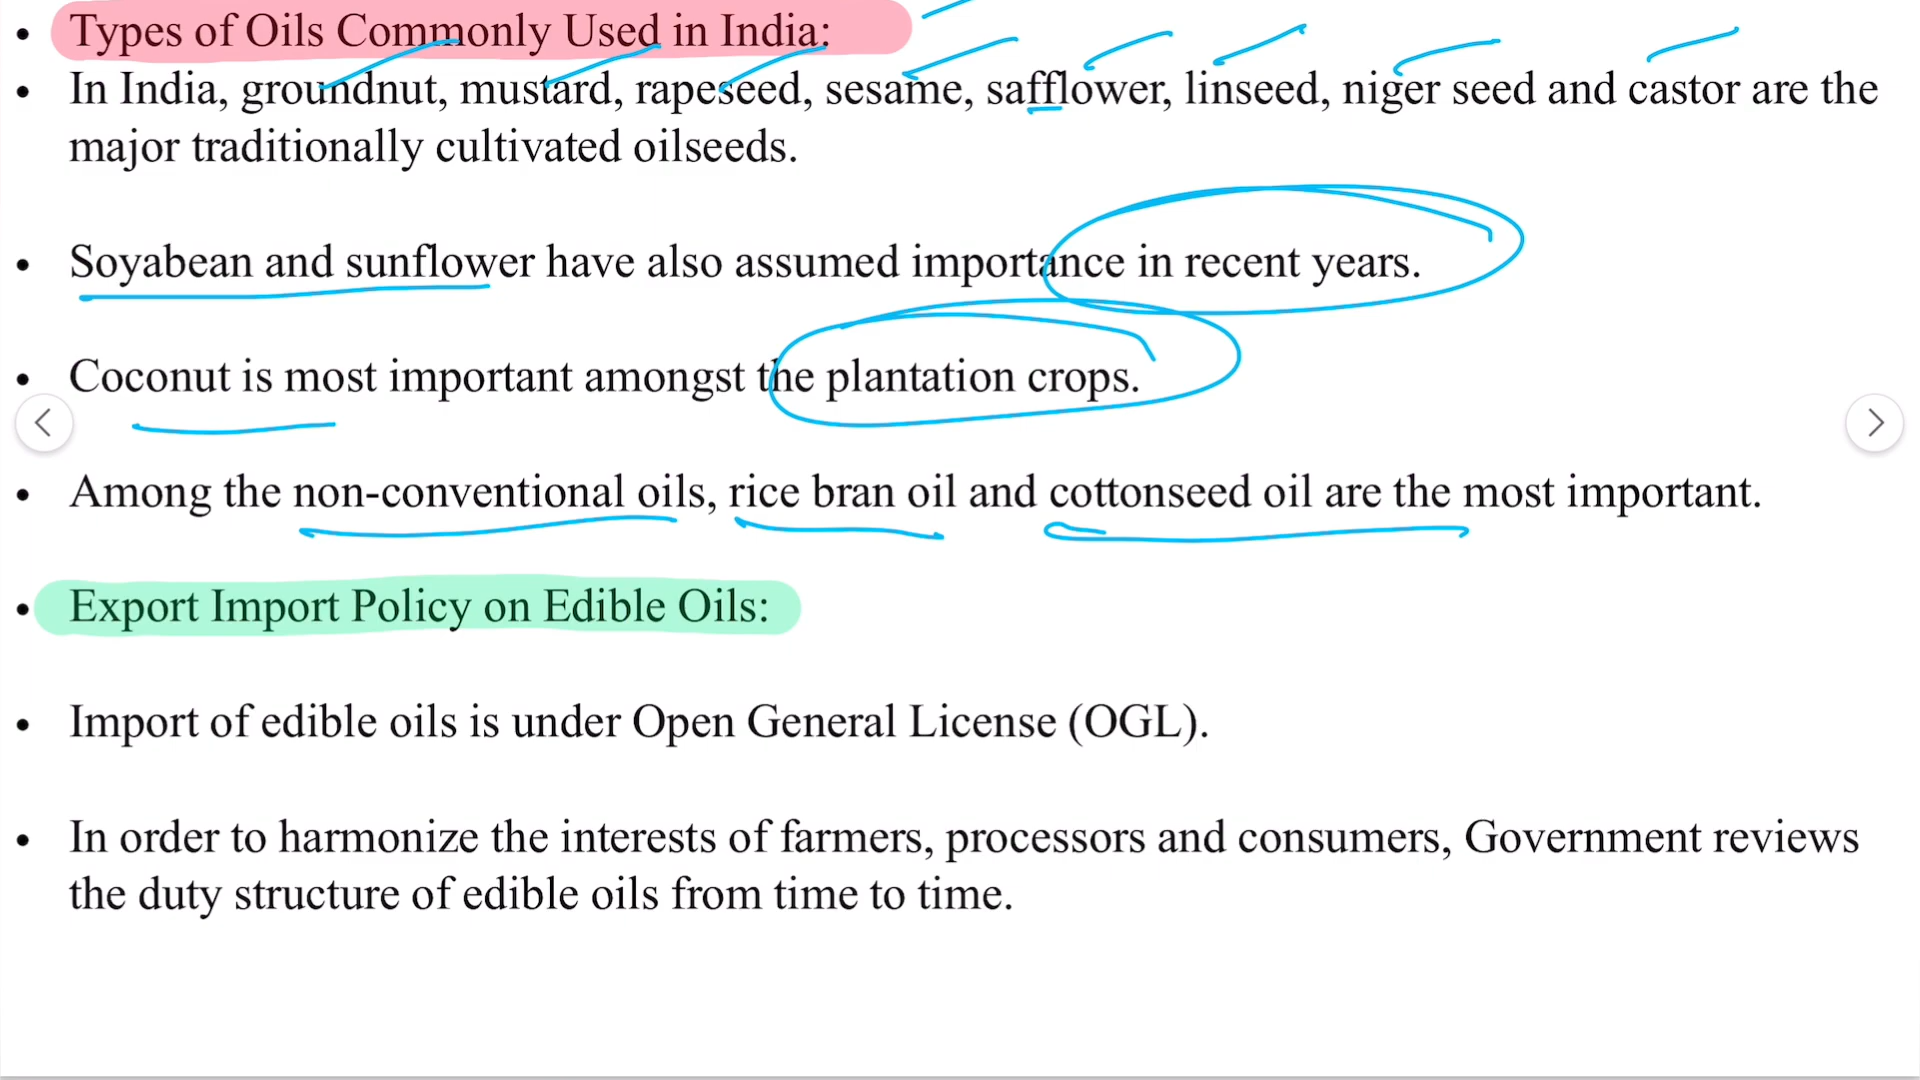 • Types of Oils Commonly Used in India:
• In India, groundnut, mustard, rapeseed, sesame, safflower, linseed, niger seed and castor are the
major traditionally cultivated oilseeds.
• Soyabean and sunflower have also assumed importance in recent years.
• Coconut is most important amongst the plantation crops.
• Among the non-conventional oils, rice bran oil and cottonseed oil are the most important.
• Export Import Policy on Edible Oils:
• Import of edible oils is under Open General License (OGL).
• In order to harmonize the interests of farmers, processors and consumers, Government reviews
the duty structure of edible oils from time to time.